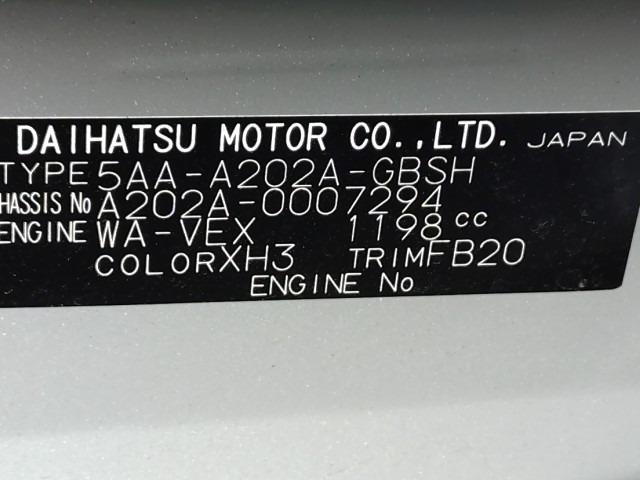 DAIHATSU MOTOR CO.,LTD. JAPAN
TYPE 5AA-A202A-GBSH
HASSIS No A202A-0007294
ENGINE WA-VEX 1198 cc
COLOR XH3 TRIM FB20
ENGINE No